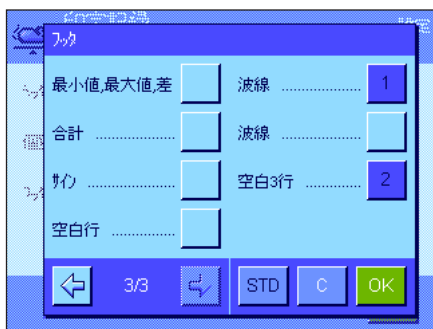 フッタ
最小値,最大値,差
波線 ................... 1
合計 ...................
波線 ...................
サイン ...................
空白3行 ............. 2
空白行 ...............
3/3
STD
C
OK